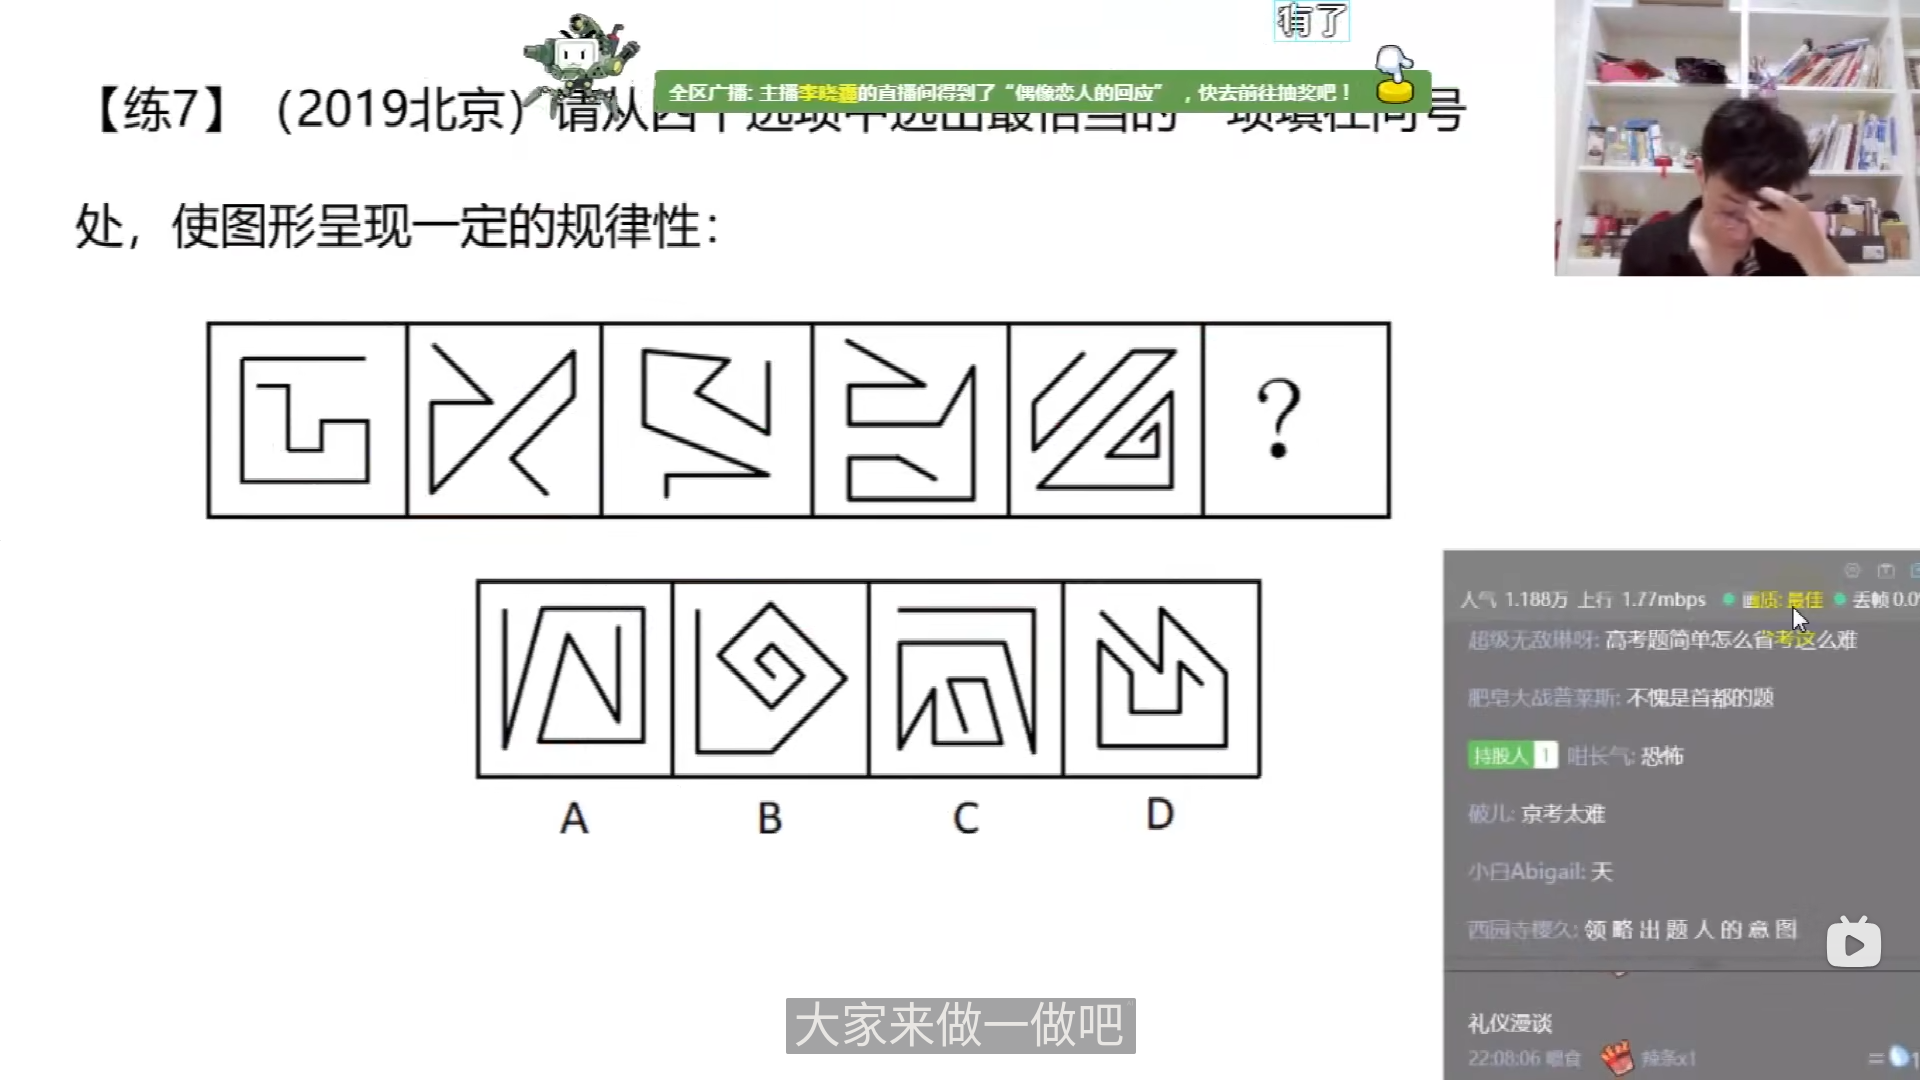 有了
全区广播: 主播李晓疆的直播间得到了“偶像恋人的回应” ，快去前往抽奖吧！
【练7】（2019北京）请从四个选项中选出最恰当的一项填在问号
处，使图形呈现一定的规律性：
?
A B C D
人气 1.188万 上行 1.77mbps 画质: 最佳 丢帧 0.0
超级无敌琳呀: 高考题简单怎么省考这么难
肥皂大战普莱斯: 不愧是首都的题
持股人 1 咁长气: 恐怖
破儿: 京考太难
小白Abigail: 天
西园寺樱久: 领略出题人的意图
大家来做一做吧
礼仪漫谈
22:08:06 喂食 辣条x1